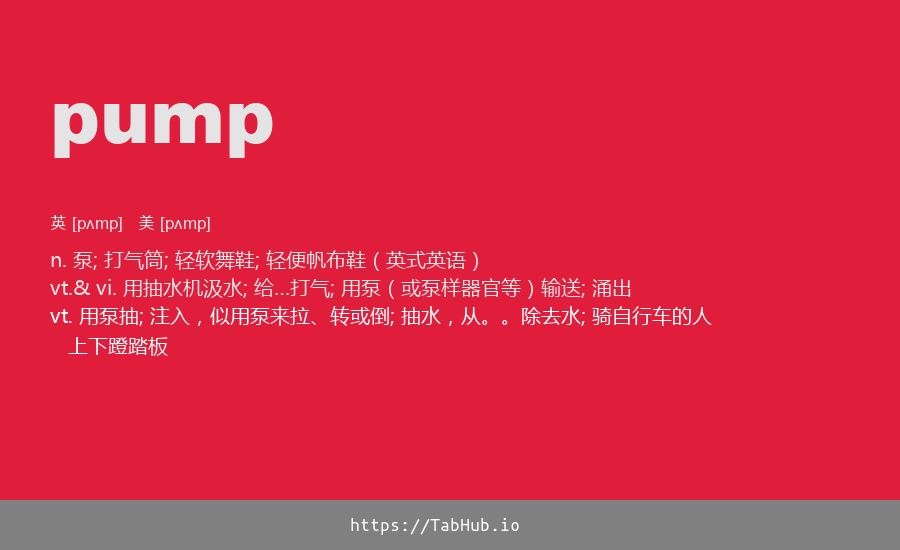 pump
英 [pʌmp] 美 [pʌmp]
n. 泵; 打气筒; 轻软舞鞋; 轻便帆布鞋（英式英语）
vt.& vi. 用抽水机汲水; 给…打气; 用泵（或泵样器官等）输送; 涌出
vt. 用泵抽; 注入，似用泵来拉、转或倒; 抽水，从。。除去水; 骑自行车的人
上下蹬踏板
https://TabHub.io